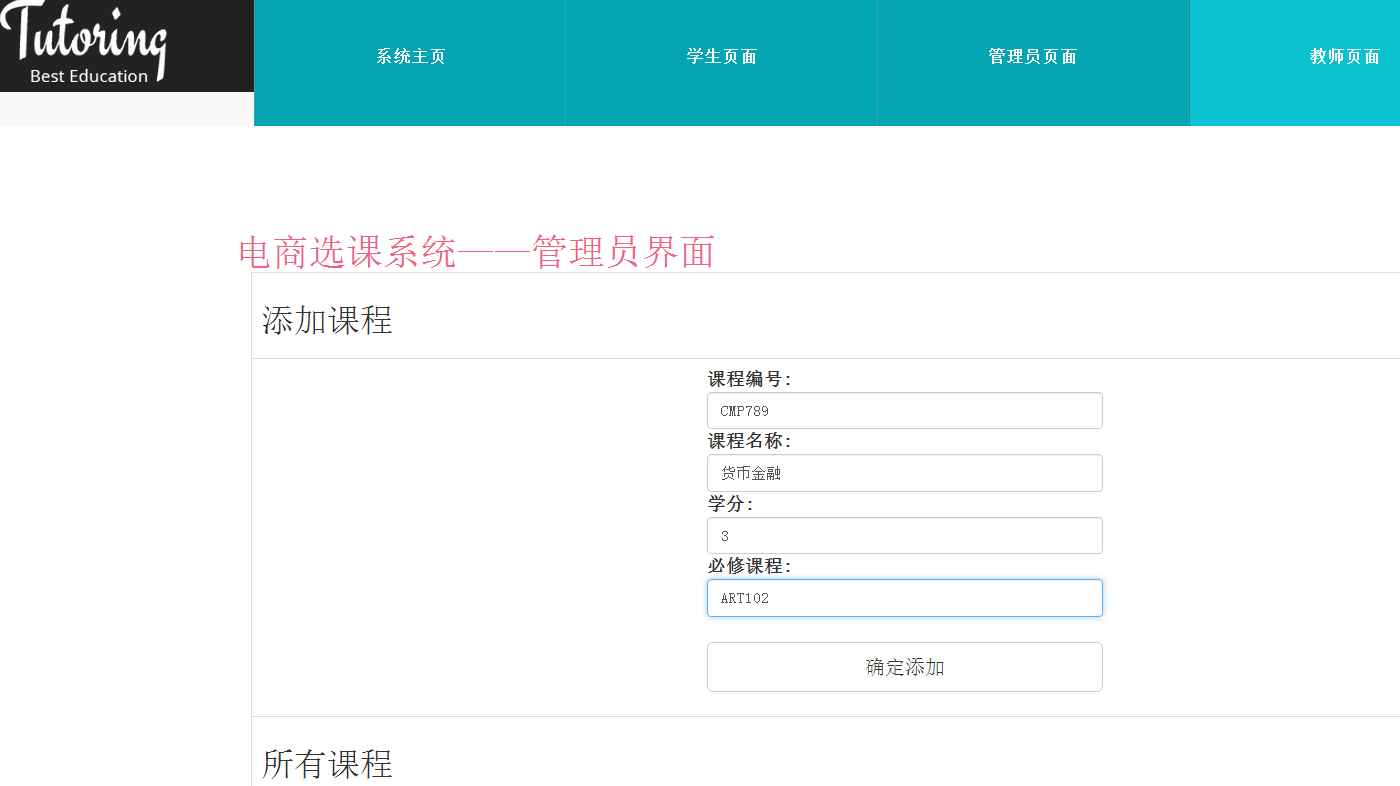 Tutoring
Best Education
系统主页
学生页面
管理员页面
教师页面
电商选课系统——管理员界面
添加课程
课程编号:
CMP789
课程名称:
货币金融
学分:
3
必修课程:
ART102
确定添加
所有课程